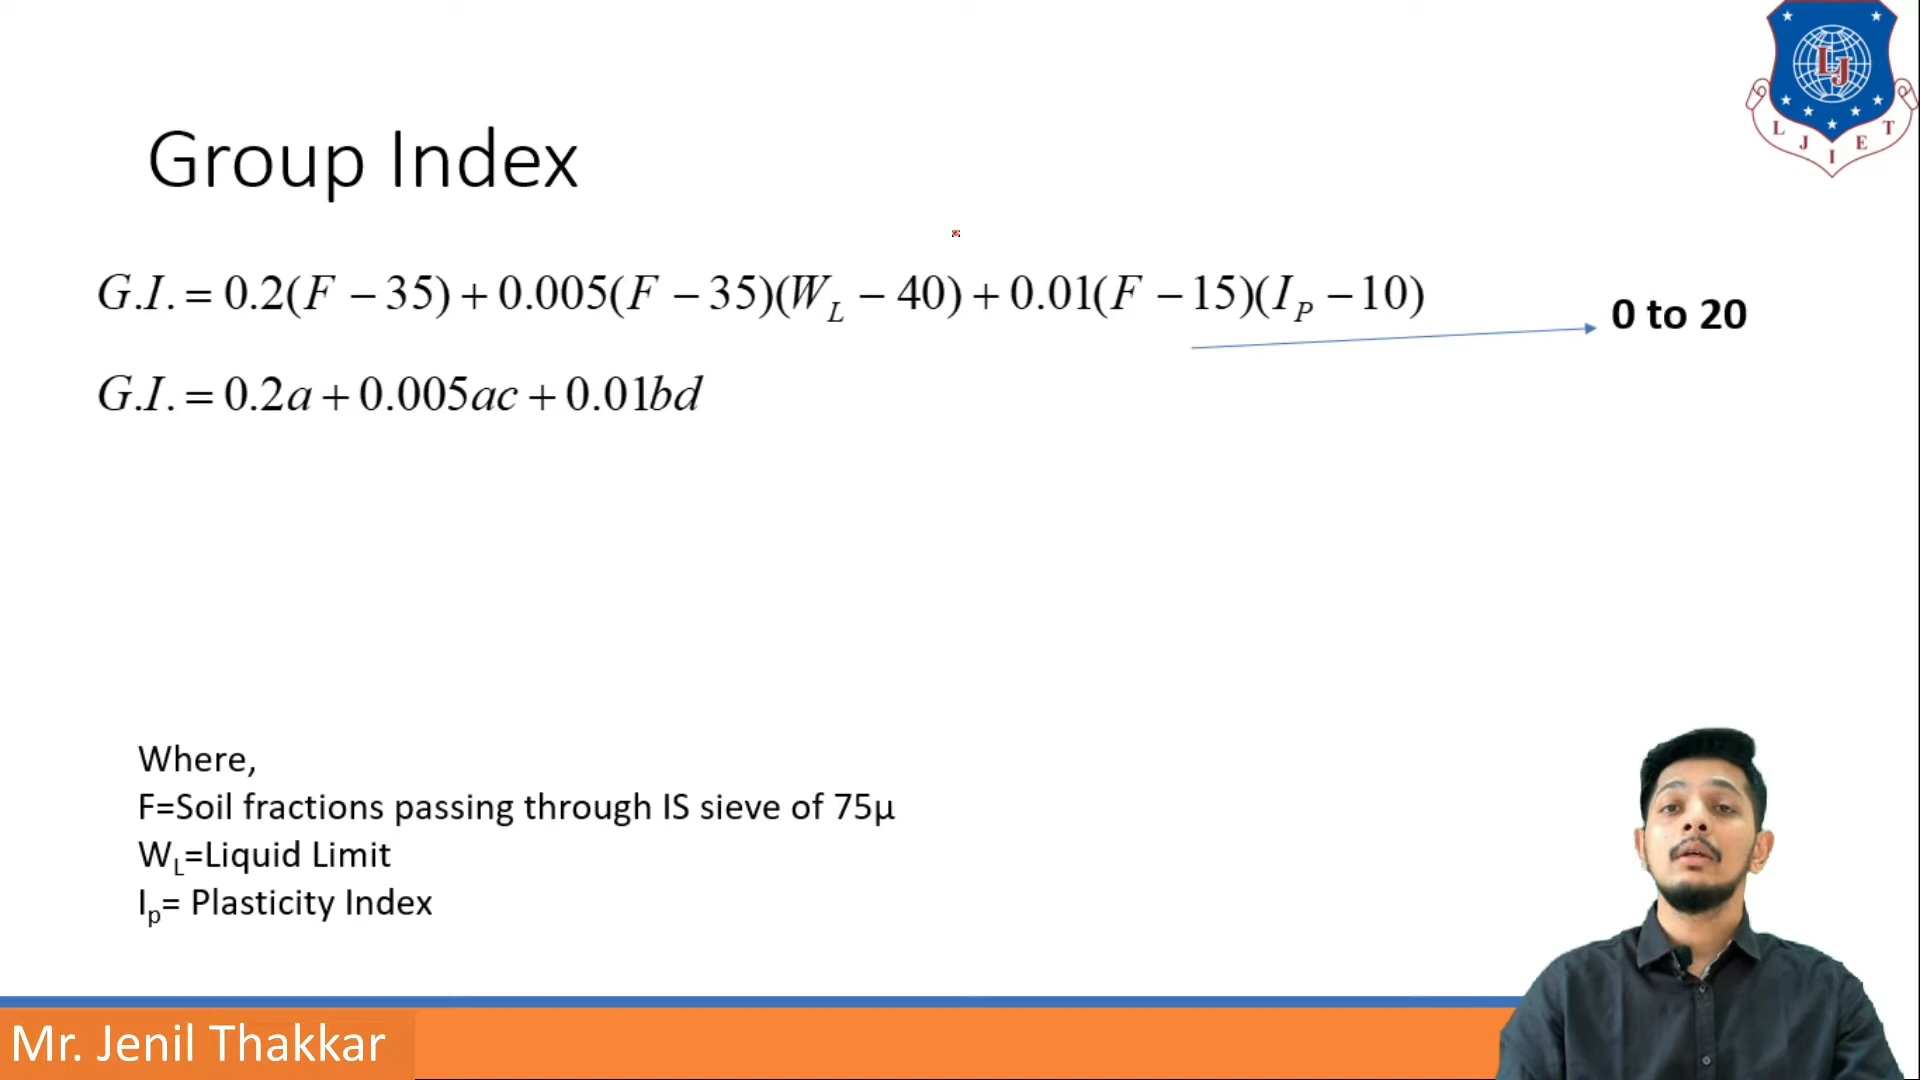 L J I E T
LJ
Group Index
G.I. = 0.2(F − 35) + 0.005(F − 35)(W_L − 40) + 0.01(F − 15)(I_P − 10)
0 to 20
G.I. = 0.2a + 0.005ac + 0.01bd
Where,
F=Soil fractions passing through IS sieve of 75µ
W_L=Liquid Limit
I_p= Plasticity Index
Mr. Jenil Thakkar